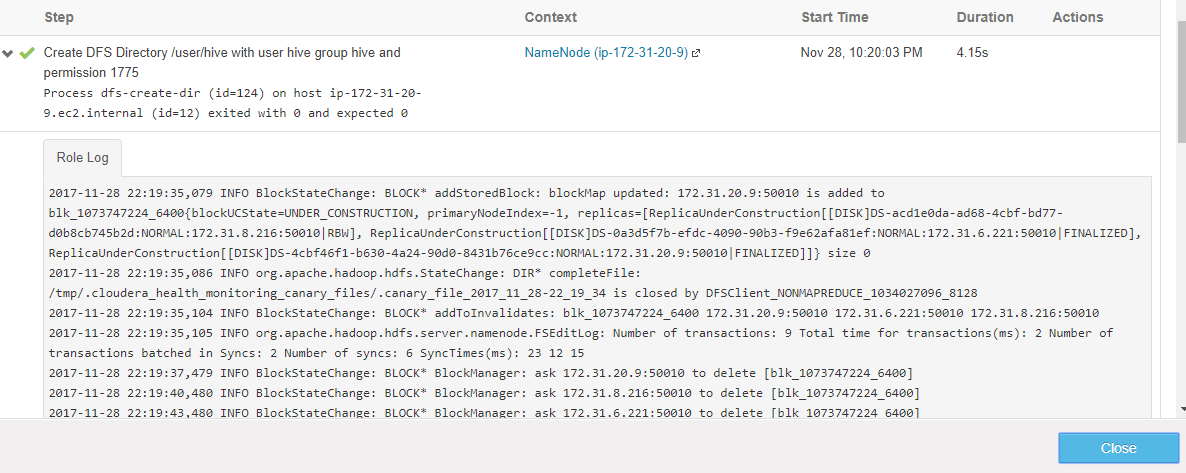 Step Context Start Time Duration Actions
Create DFS Directory /user/hive with user hive group hive and NameNode (ip-172-31-20-9) Nov 28, 10:20:03 PM 4.15s
permission 1775
Process dfs-create-dir (id=124) on host ip-172-31-20-
9.ec2.internal (id=12) exited with 0 and expected 0
Role Log
2017-11-28 22:19:35,079 INFO BlockStateChange: BLOCK* addStoredBlock: blockMap updated: 172.31.20.9:50010 is added to
blk_1073747224_6400{blockUCState=UNDER_CONSTRUCTION, primaryNodeIndex=-1, replicas=[ReplicaUnderConstruction[[DISK]DS-acd1e0da-ad68-4cbf-bd77-
d0b8cb745b2d:NORMAL:172.31.8.216:50010|RBW], ReplicaUnderConstruction[[DISK]DS-0a3d5f7b-efdc-4090-90b3-f9e62afa81ef:NORMAL:172.31.6.221:50010|FINALIZED],
ReplicaUnderConstruction[[DISK]DS-4cbf46f1-b630-4a24-90d0-8431b76ce9cc:NORMAL:172.31.20.9:50010|FINALIZED]]} size 0
2017-11-28 22:19:35,086 INFO org.apache.hadoop.hdfs.StateChange: DIR* completeFile:
/tmp/.cloudera_health_monitoring_canary_files/.canary_file_2017_11_28-22_19_34 is closed by DFSClient_NONMAPREDUCE_1034027096_8128
2017-11-28 22:19:35,104 INFO BlockStateChange: BLOCK* addToInvalidates: blk_1073747224_6400 172.31.20.9:50010 172.31.6.221:50010 172.31.8.216:50010
2017-11-28 22:19:35,105 INFO org.apache.hadoop.hdfs.server.namenode.FSEditLog: Number of transactions: 9 Total time for transactions(ms): 2 Number of
transactions batched in Syncs: 2 Number of syncs: 6 SyncTimes(ms): 23 12 15
2017-11-28 22:19:37,479 INFO BlockStateChange: BLOCK* BlockManager: ask 172.31.20.9:50010 to delete [blk_1073747224_6400]
2017-11-28 22:19:40,480 INFO BlockStateChange: BLOCK* BlockManager: ask 172.31.8.216:50010 to delete [blk_1073747224_6400]
2017-11-28 22:19:43,480 INFO BlockStateChange: BLOCK* BlockManager: ask 172.31.6.221:50010 to delete [blk_1073747224_6400]
Close